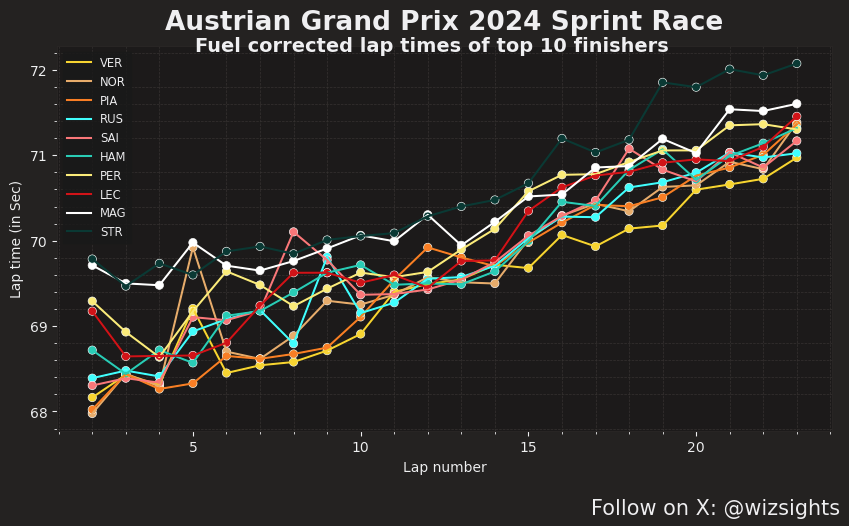 Austrian Grand Prix 2024 Sprint Race
Fuel corrected lap times of top 10 finishers
VER
NOR
PIA
RUS
SAI
HAM
PER
LEC
MAG
STR
72
71
70
69
68
Lap time (in Sec)
5 10 15 20
Lap number
Follow on X: @wizsights